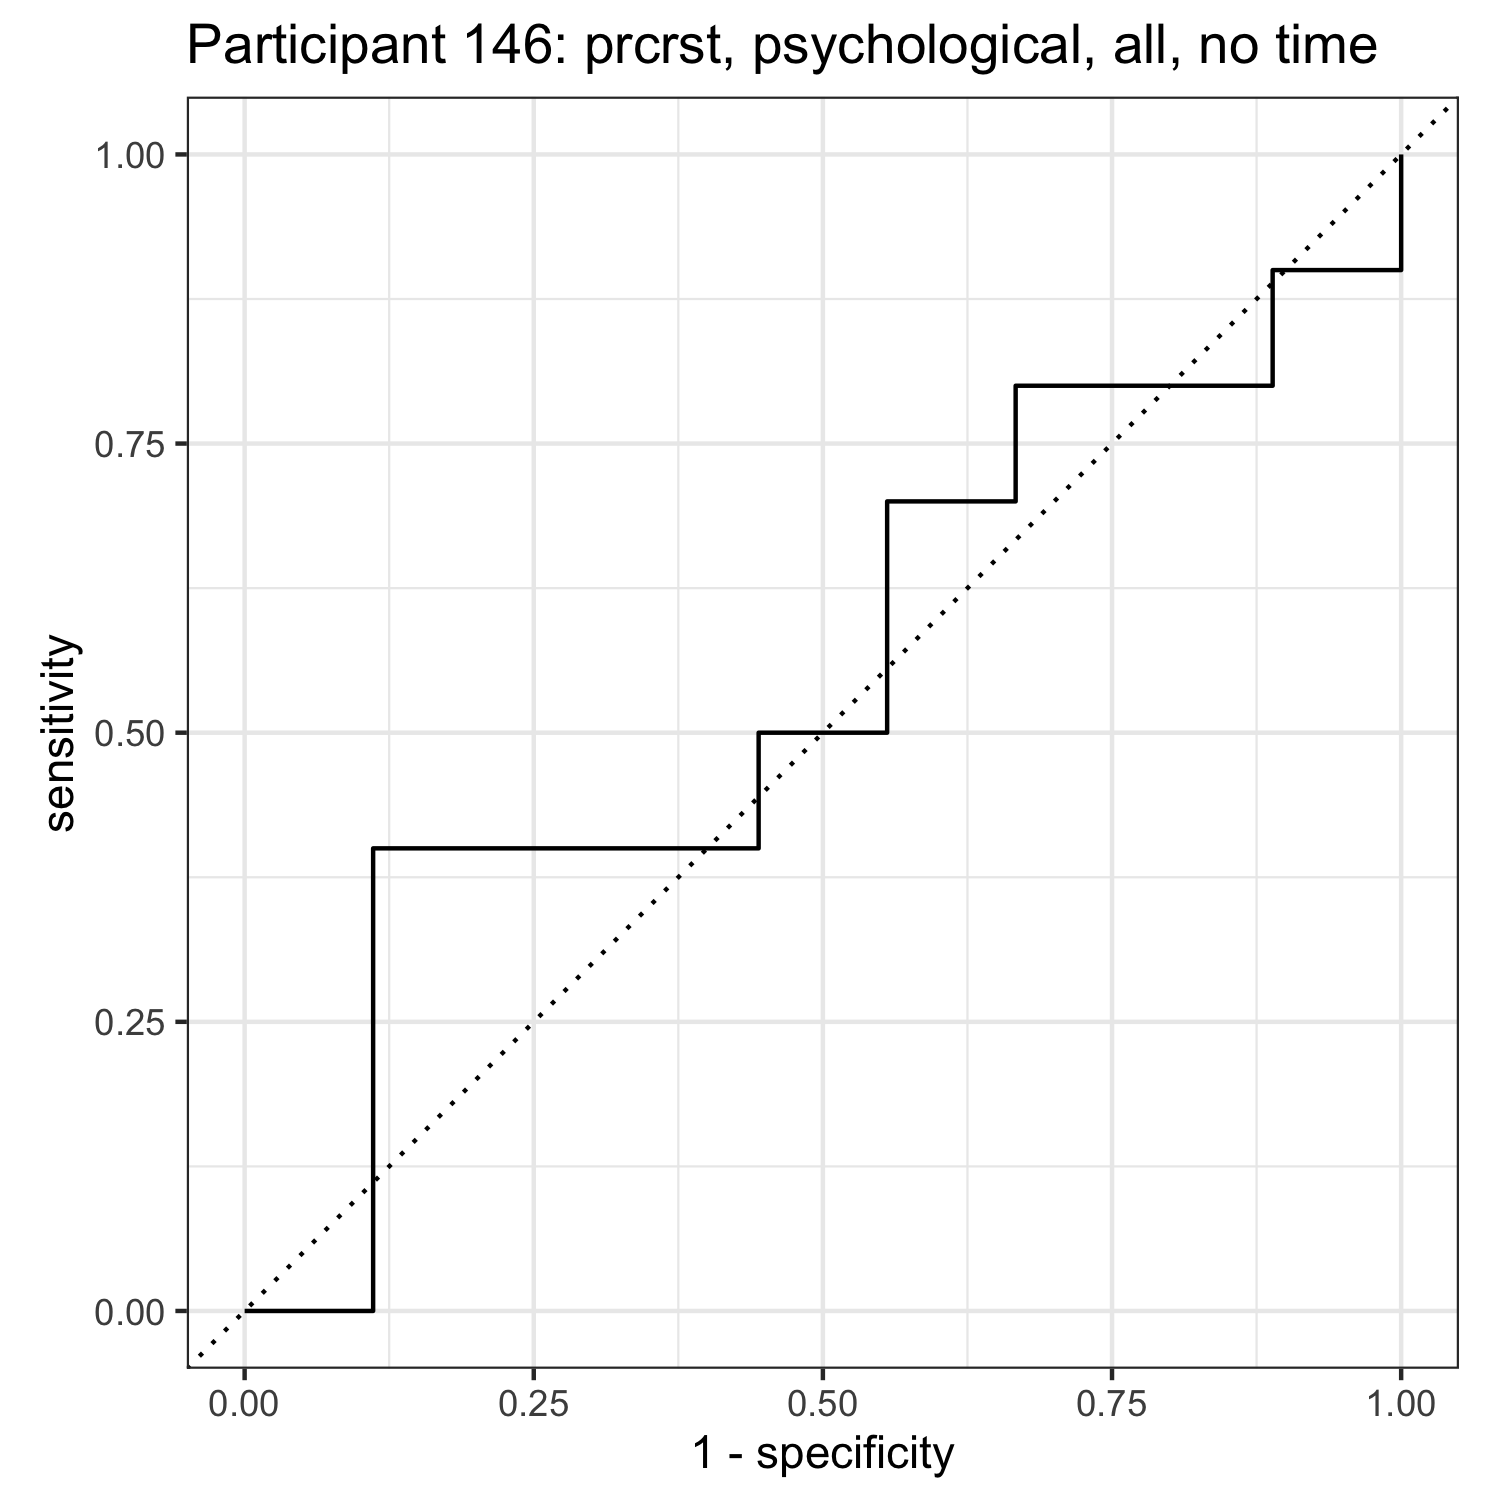 Participant 146: prcrst, psychological, all, no time
1.00
0.75
0.50
0.25
0.00
sensitivity
0.00 0.25 0.50 0.75 1.00
1 - specificity